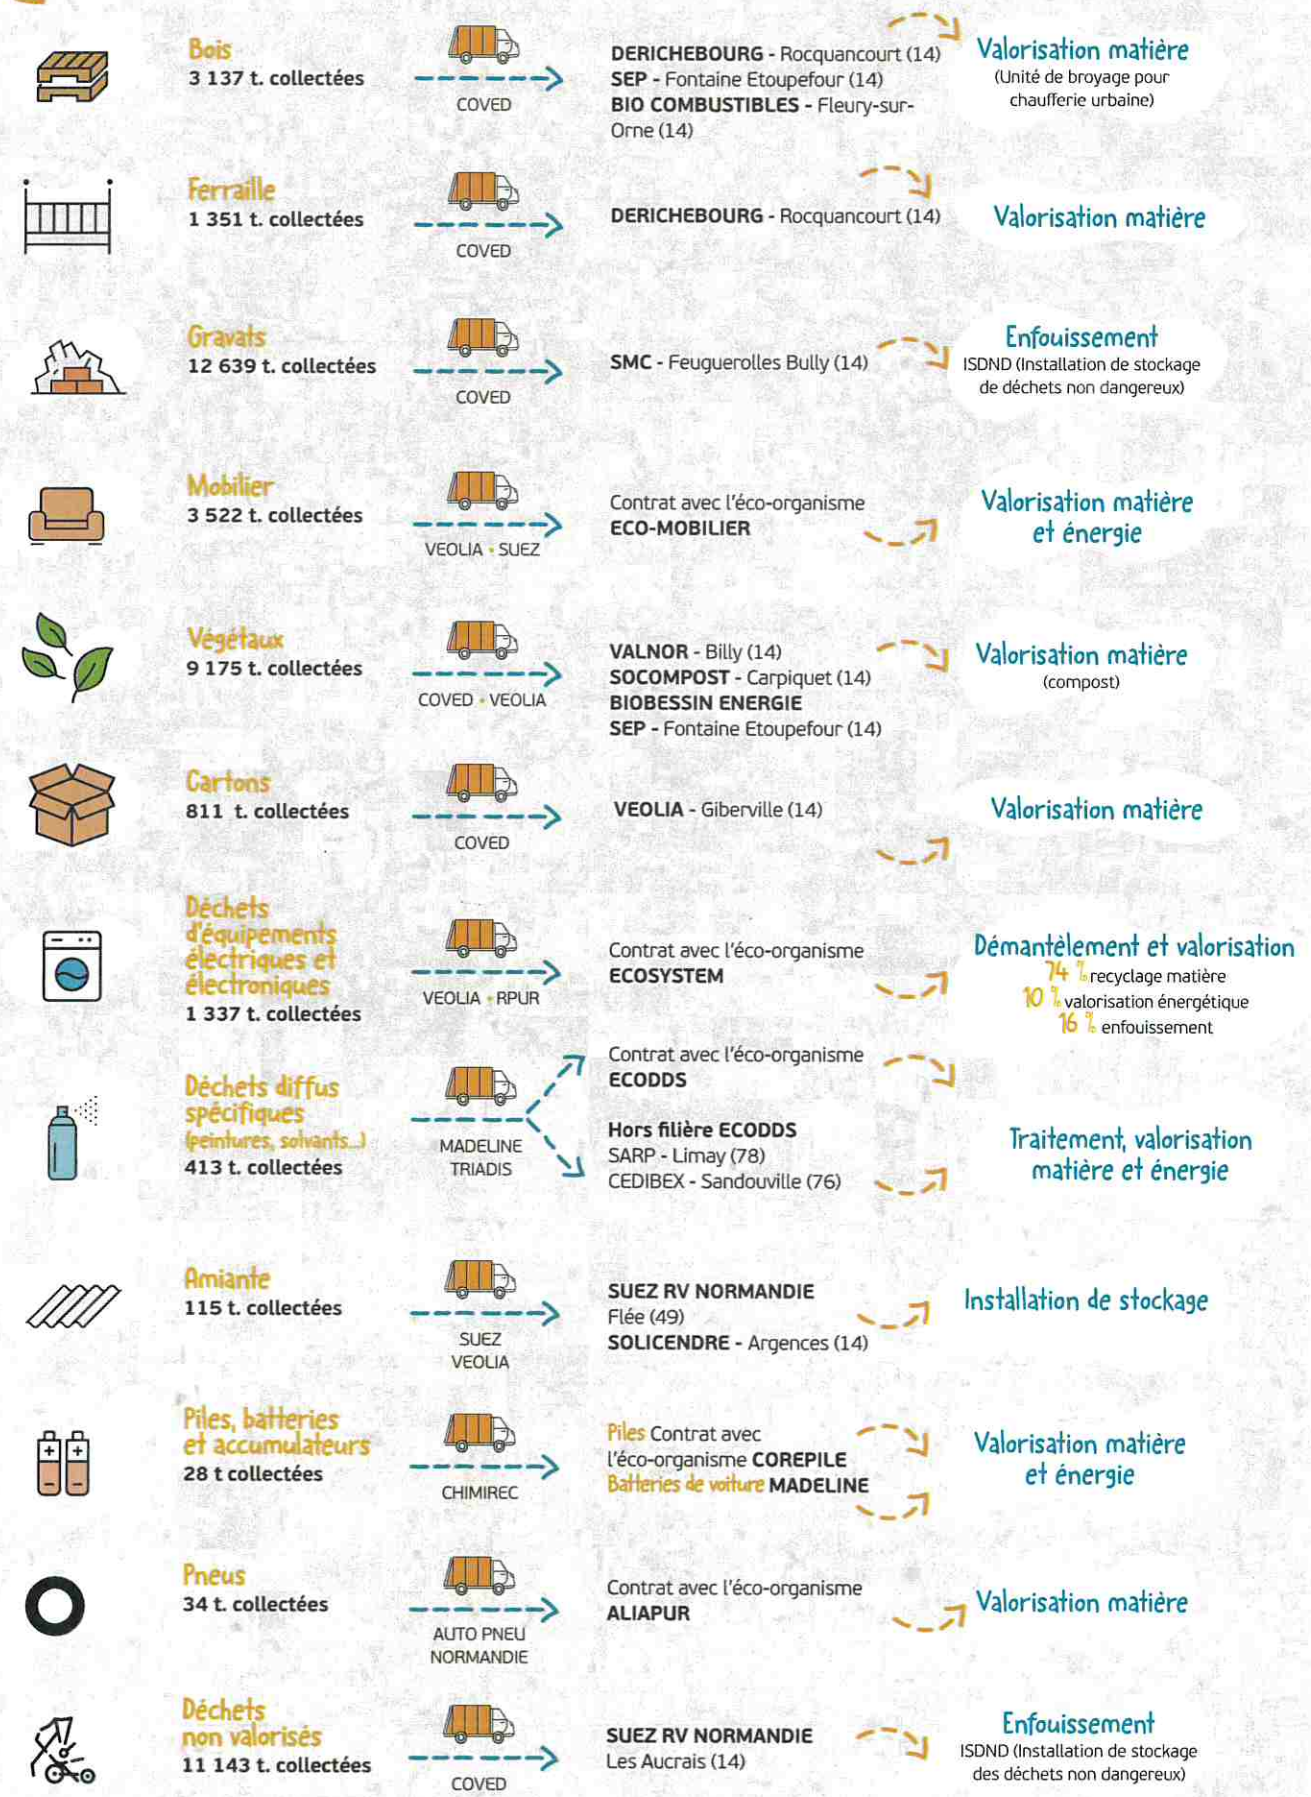 Bois
3 137 t. collectées
COVED
DERICHEBOURG - Rocquancourt (14)
SEP - Fontaine Etoupefour (14)
BIO COMBUSTIBLES - Fleury-sur-
Orne (14)
Valorisation matière
(Unité de broyage pour
chaufferie urbaine)
Ferraille
1 351 t. collectées
COVED
DERICHEBOURG - Rocquancourt (14)
Valorisation matière
Gravats
12 639 t. collectées
COVED
SMC - Feuguerolles Bully (14)
Enfouissement
ISDND (Installation de stockage
de déchets non dangereux)
Mobilier
3 522 t. collectées
VEOLIA • SUEZ
Contrat avec l'éco-organisme
ECO-MOBILIER
Valorisation matière
et énergie
Végétaux
9 175 t. collectées
COVED • VEOLIA
VALNOR - Billy (14)
SOCOMPOST - Carpiquet (14)
BIOBESSIN ENERGIE
SEP - Fontaine Etoupefour (14)
Valorisation matière
(compost)
Cartons
811 t. collectées
COVED
VEOLIA - Giberville (14)
Valorisation matière
Déchets
d'équipements
électriques et
électroniques
1 337 t. collectées
VEOLIA • RPUR
Contrat avec l'éco-organisme
ECOSYSTEM
Démantèlement et valorisation
74 % recyclage matière
10 % valorisation énergétique
16 % enfouissement
Déchets diffus
spécifiques
(peintures, solvants...)
413 t. collectées
MADELINE
TRIADIS
Contrat avec l'éco-organisme
ECODDS
Hors filière ECODDS
SARP - Limay (78)
CEDIBEX - Sandouville (76)
Traitement, valorisation
matière et énergie
Amiante
115 t. collectées
SUEZ
VEOLIA
SUEZ RV NORMANDIE
Flée (49)
SOLICENDRE - Argences (14)
Installation de stockage
Piles, batteries
et accumulateurs
28 t collectées
CHIMIREC
Piles Contrat avec
l'éco-organisme COREPILE
Batteries de voiture MADELINE
Valorisation matière
et énergie
Pneus
34 t. collectées
AUTO PNEU
NORMANDIE
Contrat avec l'éco-organisme
ALIAPUR
Valorisation matière
Déchets
non valorisés
11 143 t. collectées
COVED
SUEZ RV NORMANDIE
Les Aucrais (14)
Enfouissement
ISDND (Installation de stockage
des déchets non dangereux)